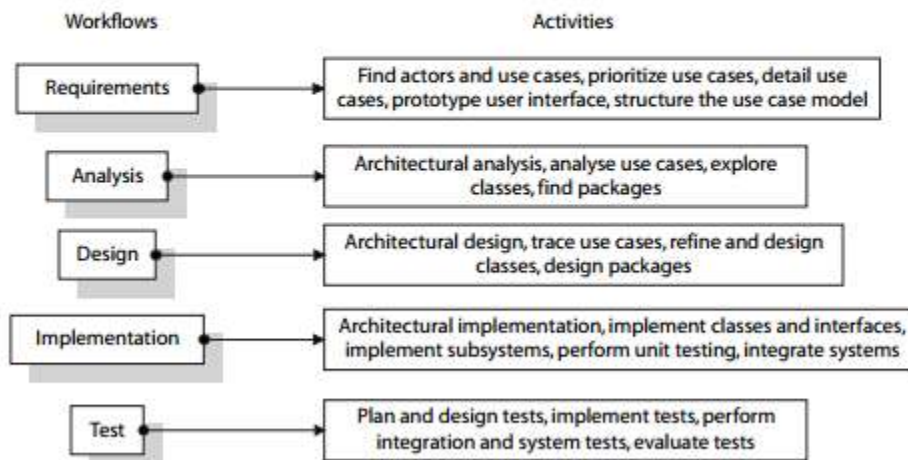 Workflows
Activities
Requirements
Find actors and use cases, prioritize use cases, detail use
cases, prototype user interface, structure the use case model
Analysis
Architectural analysis, analyse use cases, explore
classes, find packages
Design
Architectural design, trace use cases, refine and design
classes, design packages
Implementation
Architectural implementation, implement classes and interfaces,
implement subsystems, perform unit testing, integrate systems
Test
Plan and design tests, implement tests, perform
integration and system tests, evaluate tests